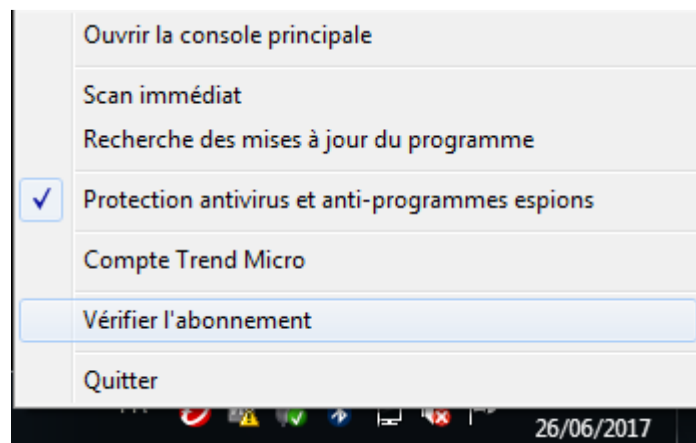 Ouvrir la console principale
Scan immédiat
Recherche des mises à jour du programme
Protection antivirus et anti-programmes espions
Compte Trend Micro
Vérifier l'abonnement
Quitter
26/06/2017